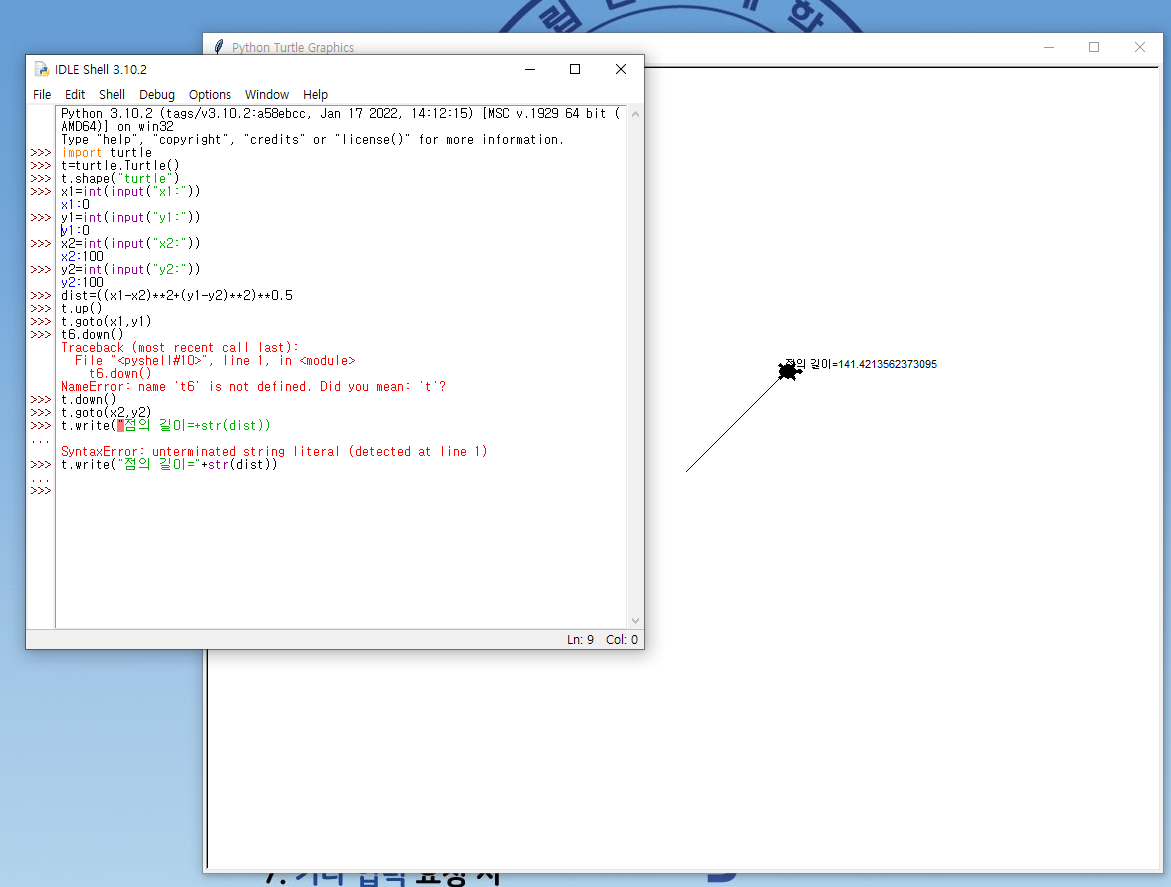 Python Turtle Graphics
IDLE Shell 3.10.2
File Edit Shell Debug Options Window Help
Python 3.10.2 (tags/v3.10.2:a58ebcc, Jan 17 2022, 14:12:15) [MSC v.1929 64 bit (
AMD64)] on win32
Type "help", "copyright", "credits" or "license()" for more information.
>>> import turtle
>>> t=turtle.Turtle()
>>> t.shape("turtle")
>>> x1=int(input("x1:"))
x1:0
>>> y1=int(input("y1:"))
y1:0
>>> x2=int(input("x2:"))
x2:100
>>> y2=int(input("y2:"))
y2:100
>>> dist=((x1-x2)**2+(y1-y2)**2)**0.5
>>> t.up()
>>> t.goto(x1,y1)
>>> t6.down()
Traceback (most recent call last):
File "<pyshell#10>", line 1, in <module>
t6.down()
NameError: name 't6' is not defined. Did you mean: 't'?
>>> t.down()
>>> t.goto(x2,y2)
>>> t.write("점의 길이=+str(dist))
...
SyntaxError: unterminated string literal (detected at line 1)
>>> t.write("점의 길이="+str(dist))
...
>>>
Ln: 9 Col: 0
점의 길이=141.4213562373095